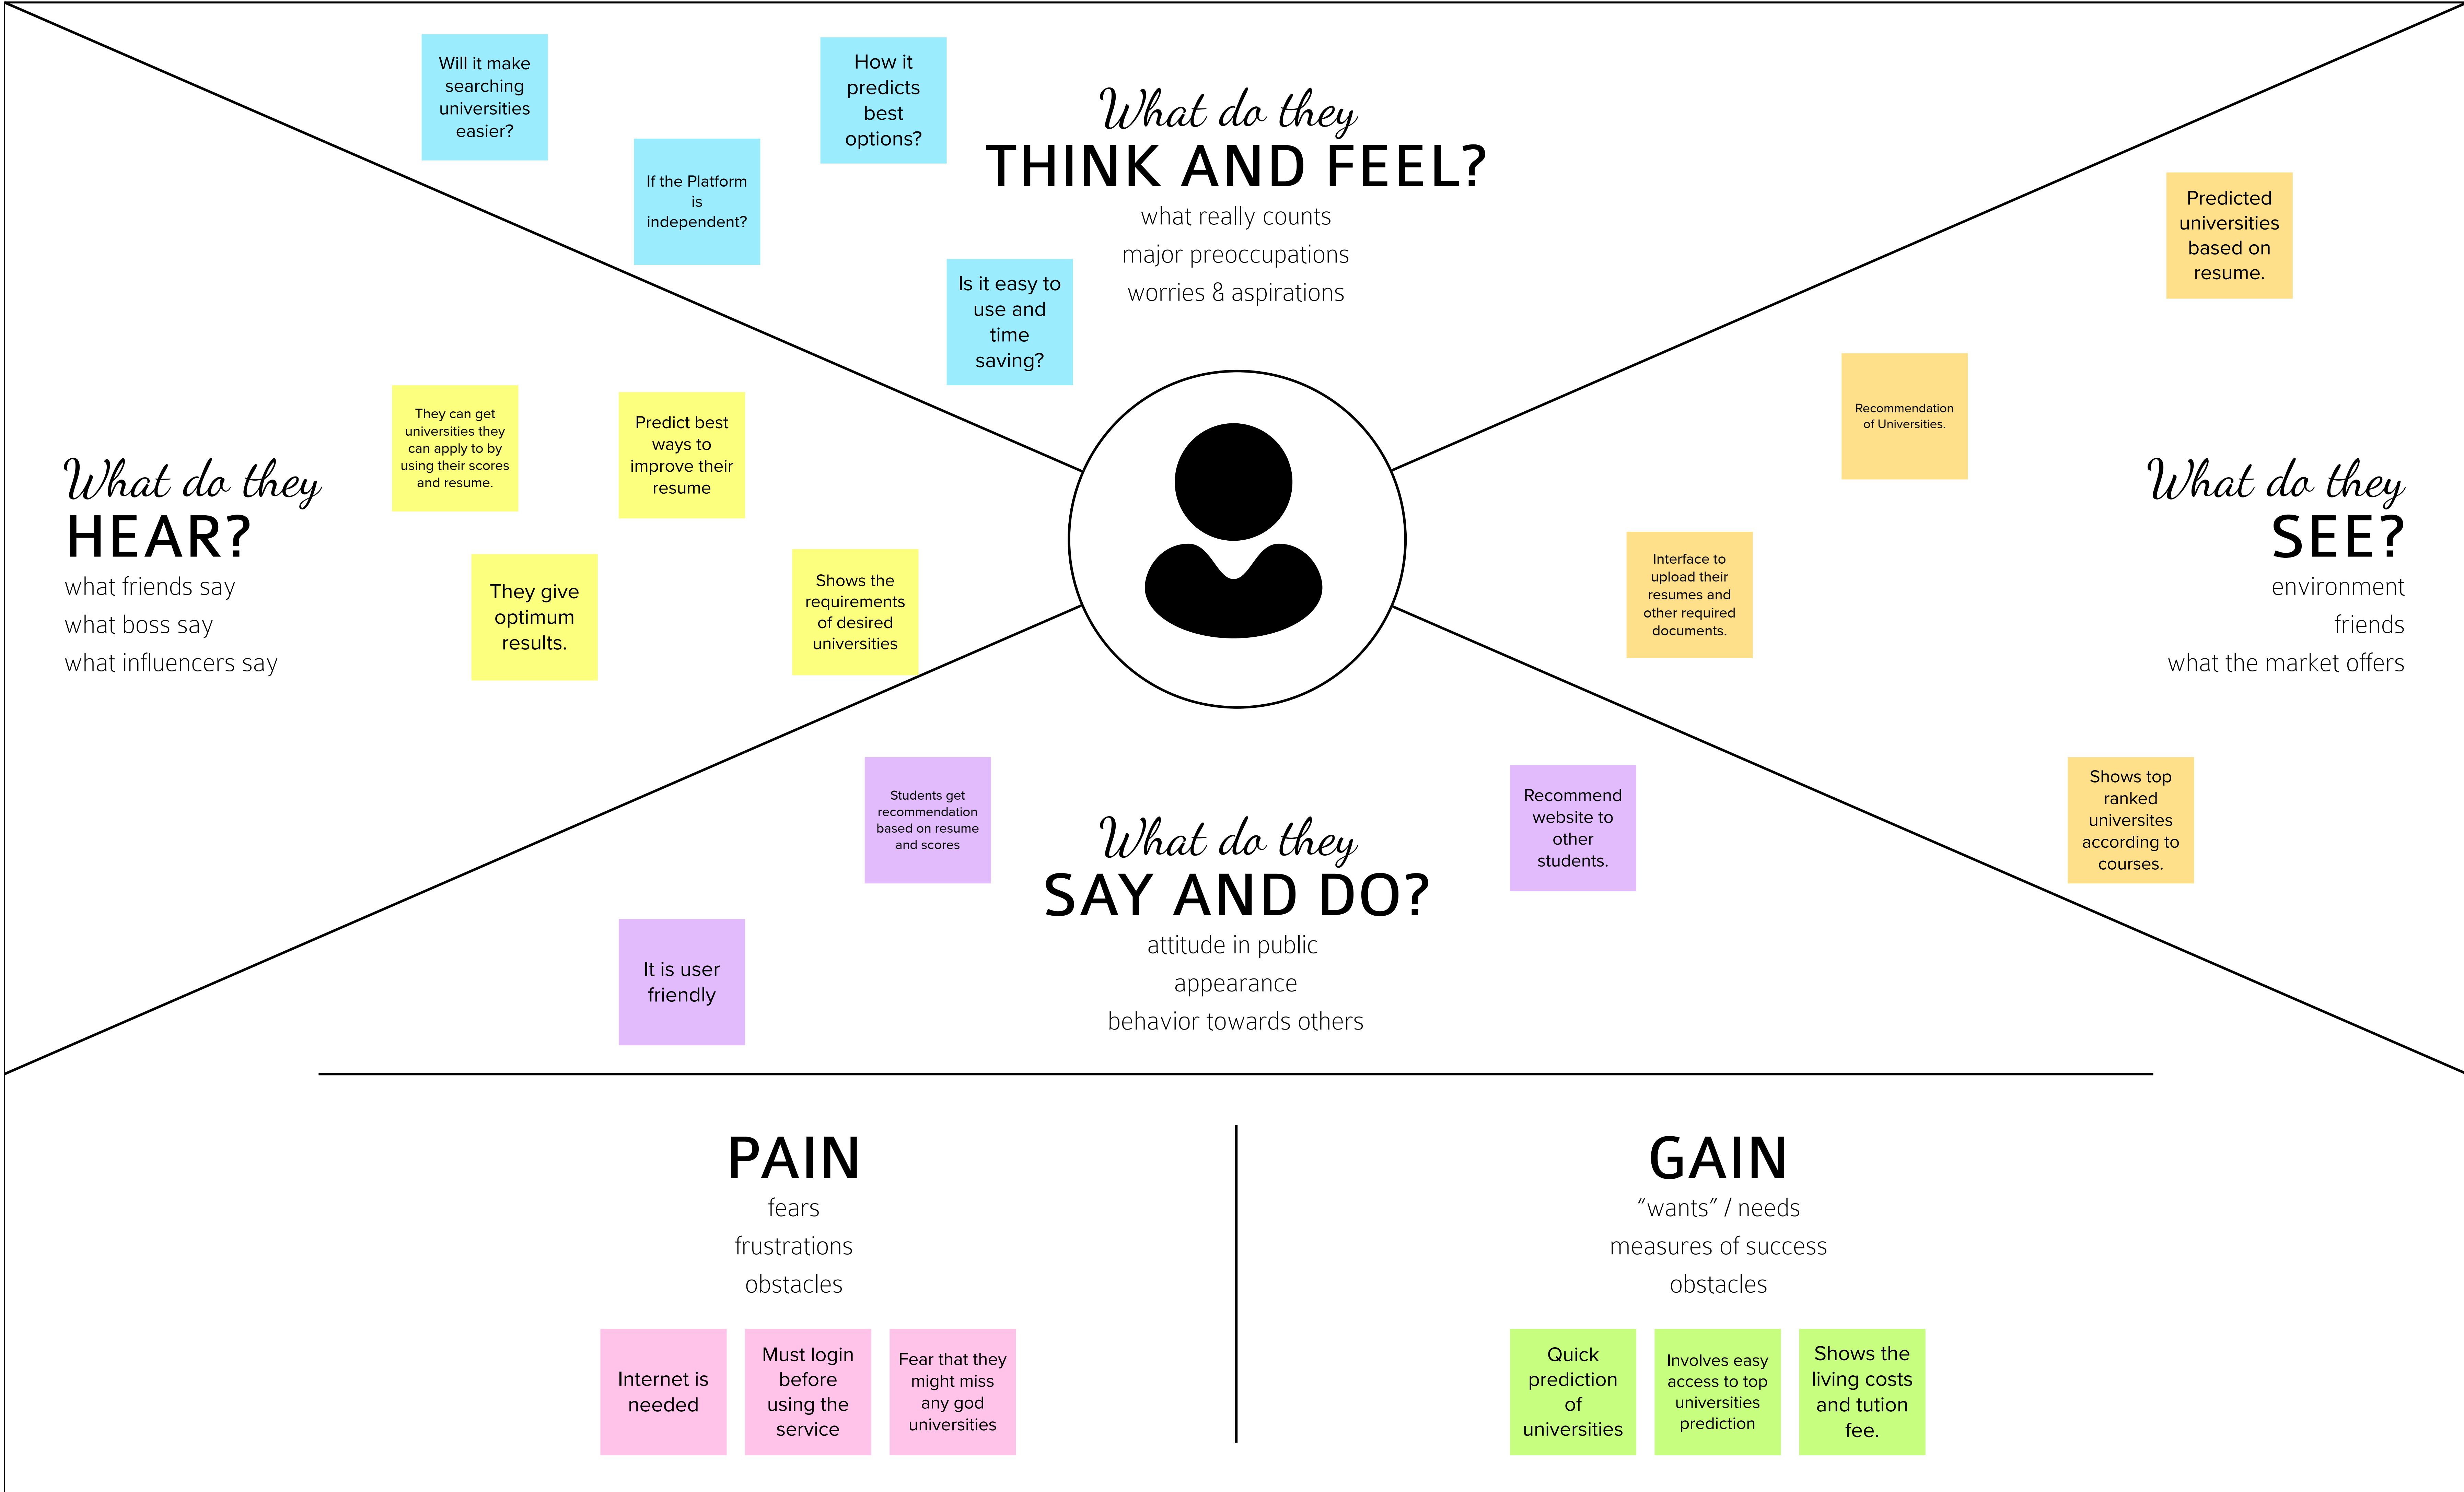 Will it make
searching
universities
easier?
How it
predicts
best
options?
If the Platform
is
independent?
Is it easy to
use and
time
saving?
What do they
THINK AND FEEL?
what really counts
major preoccupations
worries & aspirations
Predicted
universities
based on
resume.
Recommendation
of Universities.
Interface to
upload their
resumes and
other required
documents.
Shows top
ranked
universites
according to
courses.
What do they
SEE?
environment
friends
what the market offers
What do they
HEAR?
what friends say
what boss say
what influencers say
They can get
universities they
can apply to by
using their scores
and resume.
Predict best
ways to
improve their
resume
They give
optimum
results.
Shows the
requirements
of desired
universities
Students get
recommendation
based on resume
and scores
It is user
friendly
What do they
SAY AND DO?
attitude in public
appearance
behavior towards others
Recommend
website to
other
students.
PAIN
fears
frustrations
obstacles
Internet is
needed
Must login
before
using the
service
Fear that they
might miss
any god
universities
GAIN
“wants” / needs
measures of success
obstacles
Quick
prediction
of
universities
Involves easy
access to top
universities
prediction
Shows the
living costs
and tution
fee.